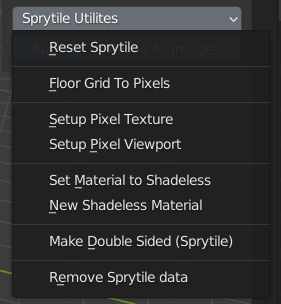 Sprytile Utilites
Reset Sprytile
Floor Grid To Pixels
Setup Pixel Texture
Setup Pixel Viewport
Set Material to Shadeless
New Shadeless Material
Make Double Sided (Sprytile)
Remove Sprytile data